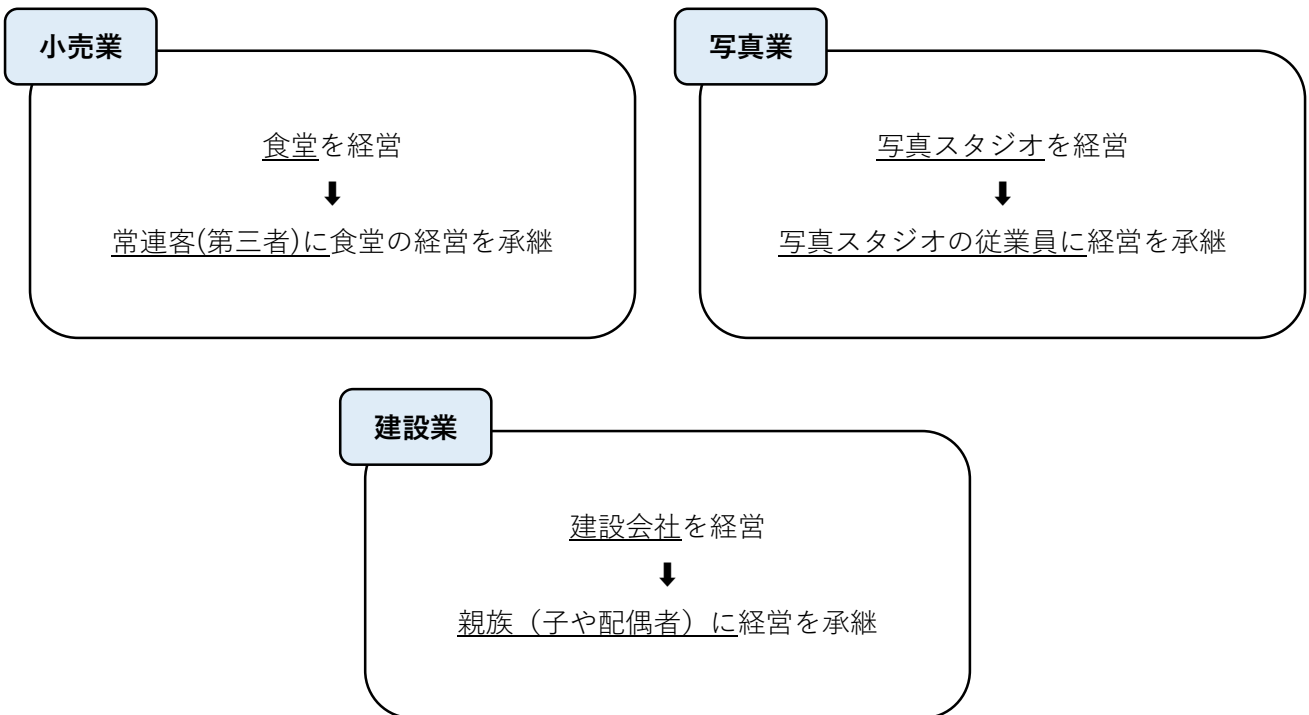 小売業
食堂を経営
⬇
常連客(第三者)に食堂の経営を承継
写真業
写真スタジオを経営
⬇
写真スタジオの従業員に経営を承継
建設業
建設会社を経営
⬇
親族（子や配偶者）に経営を承継